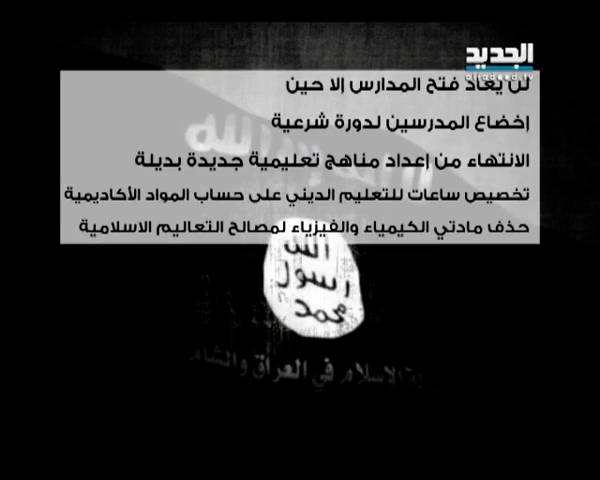 الجديد
aljadeed.tv
لن يعاد فتح المدارس إلا حين
إخضاع المدرسين لدورة شرعية
الانتهاء من إعداد مناهج تعليمية جديدة بديلة
تخصيص ساعات للتعليم الديني على حساب المواد الأكاديمية
حذف مادتي الكيمياء والفيزياء لمصالح التعاليم الاسلامية
الله
رسول
محمد
الاسلام في العراق والشام